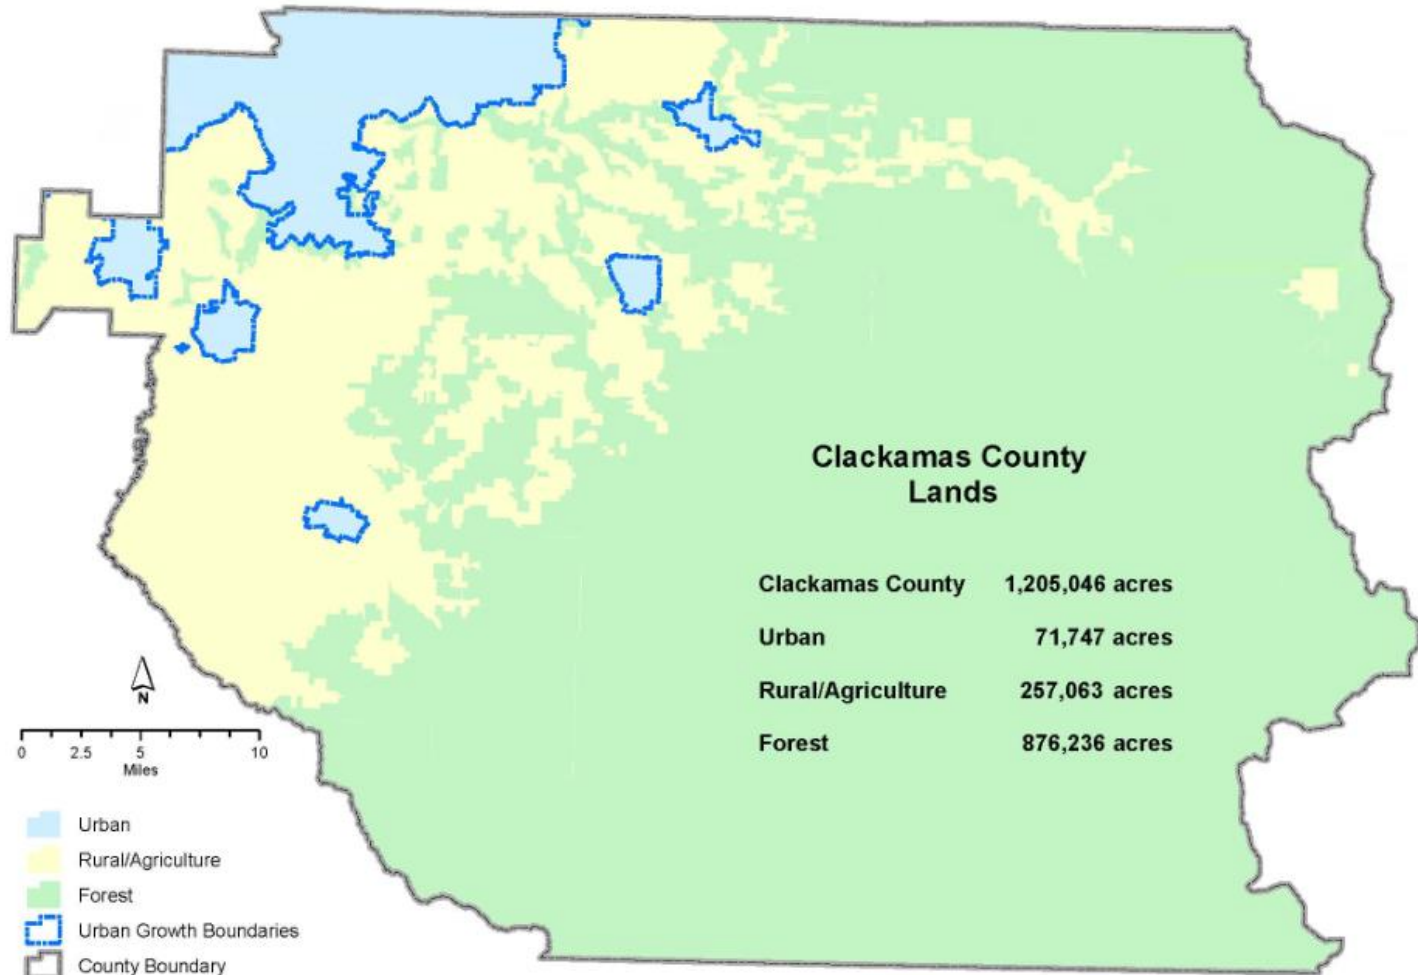 Clackamas County
Lands
Clackamas County 1,205,046 acres
Urban 71,747 acres
Rural/Agriculture 257,063 acres
Forest 876,236 acres
N
0 2.5 5 10
Miles
Urban
Rural/Agriculture
Forest
Urban Growth Boundaries
County Boundary